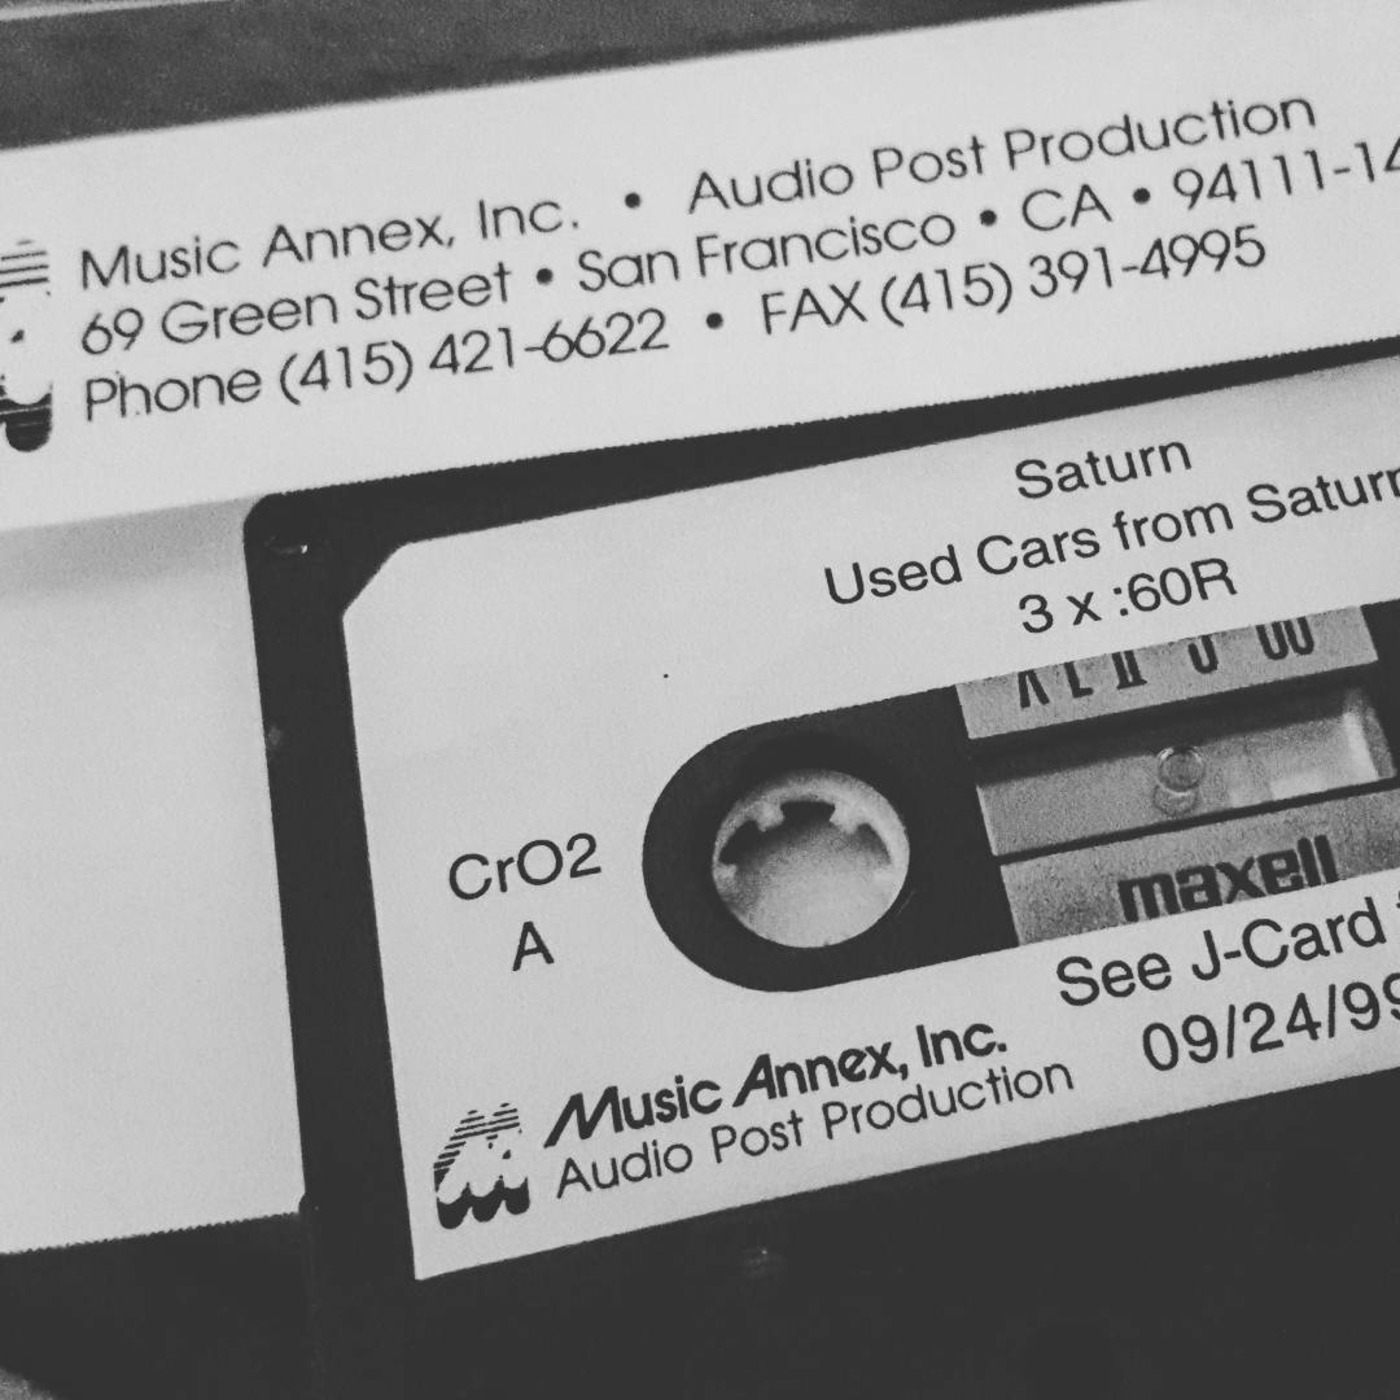 Music Annex, Inc. • Audio Post Production
69 Green Street • San Francisco • CA • 94111-14
Phone (415) 421-6622 • FAX (415) 391-4995
Saturn
Used Cars from Saturn
3 x :60R
CrO2
A
maxell
See J-Card
09/24/99
Music Annex, Inc.
Audio Post Production